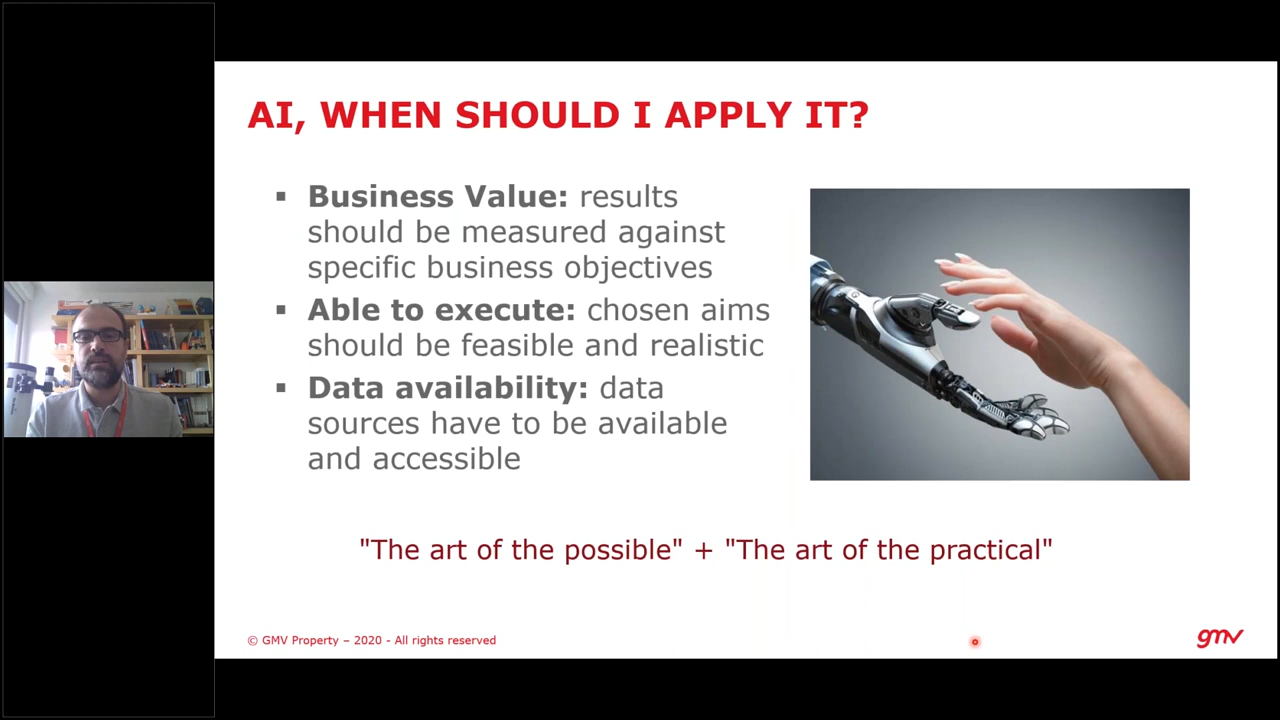 AI, WHEN SHOULD I APPLY IT?
▪ Business Value: results
should be measured against
specific business objectives
▪ Able to execute: chosen aims
should be feasible and realistic
▪ Data availability: data
sources have to be available
and accessible
"The art of the possible" + "The art of the practical"
© GMV Property – 2020 - All rights reserved
gmv